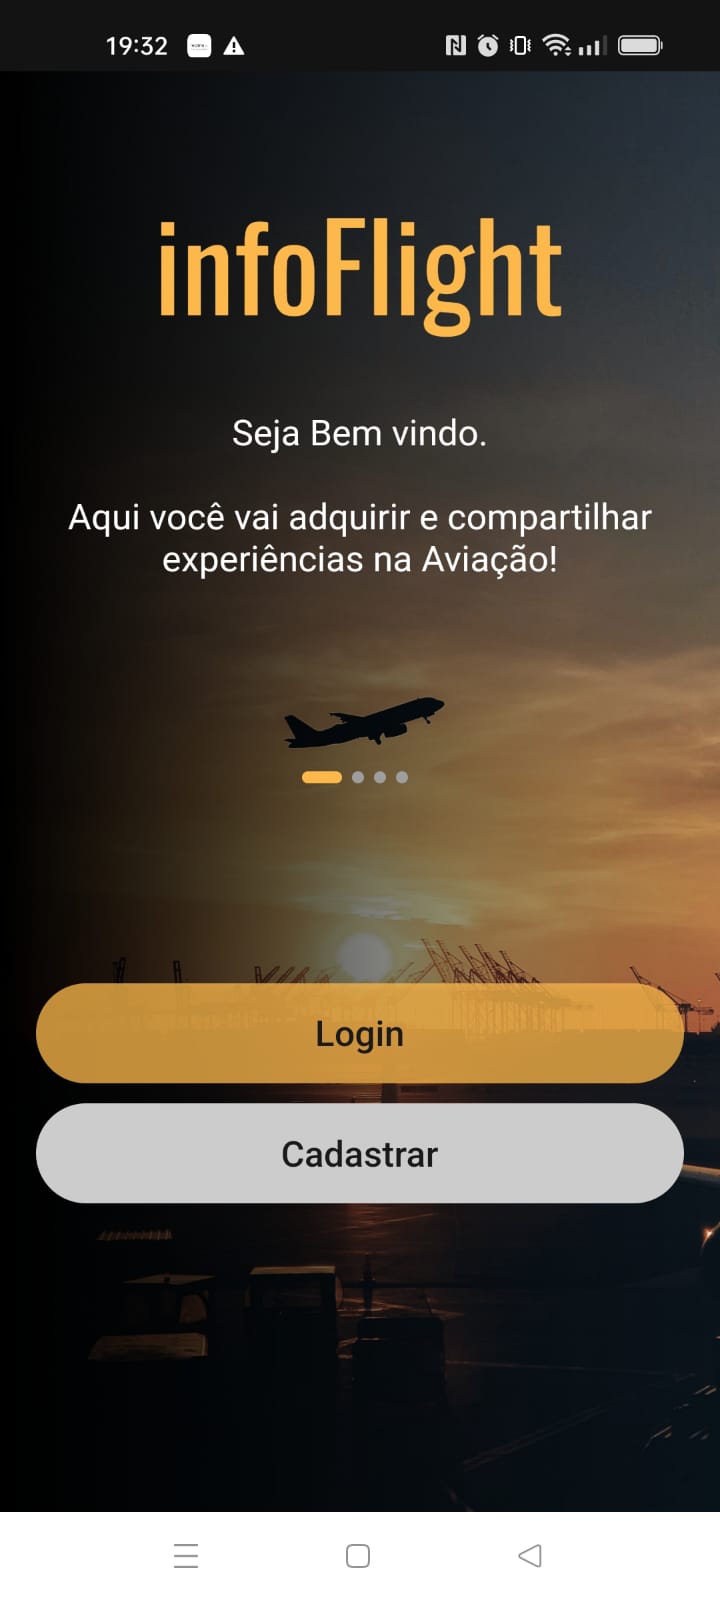 19:32
infoFlight
Seja Bem vindo.
Aqui você vai adquirir e compartilhar
experiências na Aviação!
Login
Cadastrar